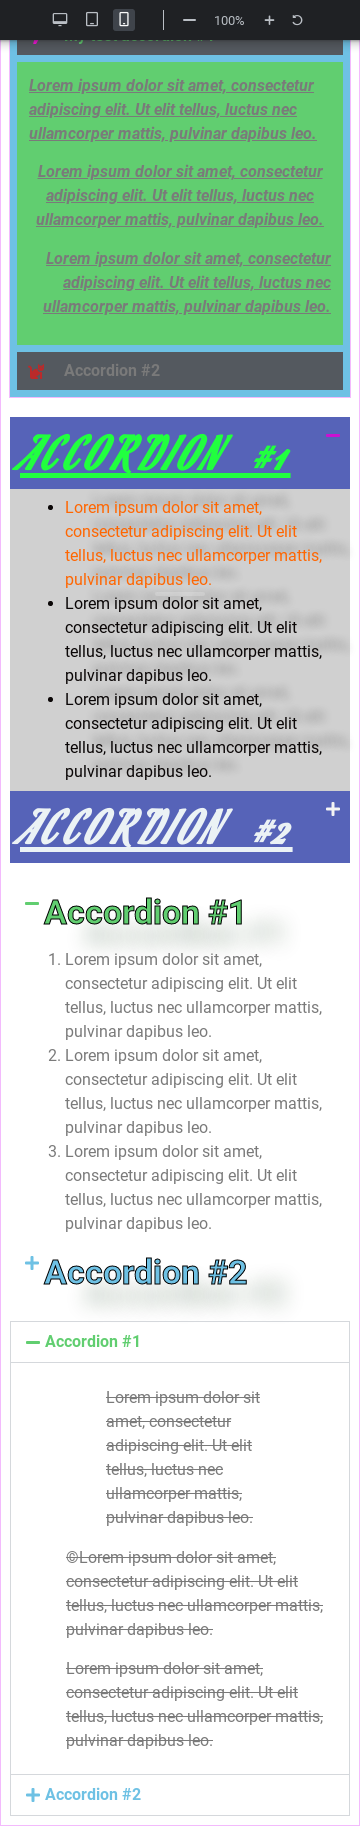 100%
Lorem ipsum dolor sit amet, consectetur
adipiscing elit. Ut elit tellus, luctus nec
ullamcorper mattis, pulvinar dapibus leo.
Lorem ipsum dolor sit amet, consectetur
adipiscing elit. Ut elit tellus, luctus nec
ullamcorper mattis, pulvinar dapibus leo.
Lorem ipsum dolor sit amet, consectetur
adipiscing elit. Ut elit tellus, luctus nec
ullamcorper mattis, pulvinar dapibus leo.
Accordion #2
ACCORDION #1
Lorem ipsum dolor sit amet,
consectetur adipiscing elit. Ut elit
tellus, luctus nec ullamcorper mattis,
pulvinar dapibus leo.
Lorem ipsum dolor sit amet,
consectetur adipiscing elit. Ut elit
tellus, luctus nec ullamcorper mattis,
pulvinar dapibus leo.
Lorem ipsum dolor sit amet,
consectetur adipiscing elit. Ut elit
tellus, luctus nec ullamcorper mattis,
pulvinar dapibus leo.
ACCORDION #2
Accordion #1
1. Lorem ipsum dolor sit amet,
consectetur adipiscing elit. Ut elit
tellus, luctus nec ullamcorper mattis,
pulvinar dapibus leo.
2. Lorem ipsum dolor sit amet,
consectetur adipiscing elit. Ut elit
tellus, luctus nec ullamcorper mattis,
pulvinar dapibus leo.
3. Lorem ipsum dolor sit amet,
consectetur adipiscing elit. Ut elit
tellus, luctus nec ullamcorper mattis,
pulvinar dapibus leo.
Accordion #2
Accordion #1
Lorem ipsum dolor sit
amet, consectetur
adipiscing elit. Ut elit
tellus, luctus nec
ullamcorper mattis,
pulvinar dapibus leo.
©Lorem ipsum dolor sit amet,
consectetur adipiscing elit. Ut elit
tellus, luctus nec ullamcorper mattis,
pulvinar dapibus leo.
Lorem ipsum dolor sit amet,
consectetur adipiscing elit. Ut elit
tellus, luctus nec ullamcorper mattis,
pulvinar dapibus leo.
Accordion #2